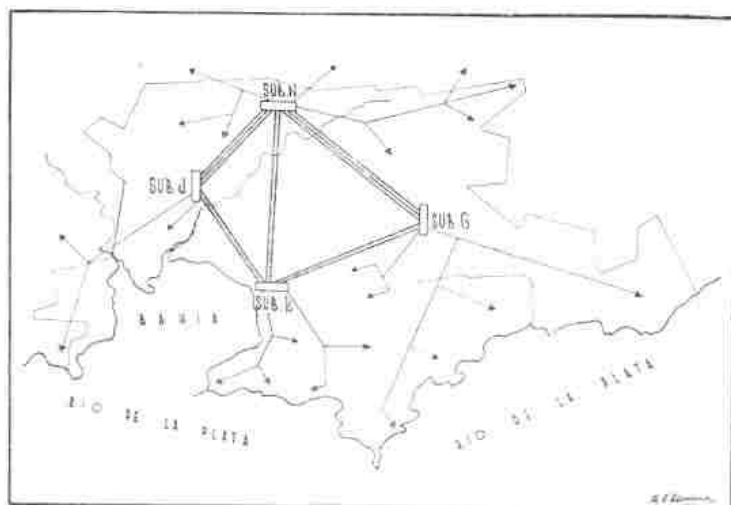 SUB.N
SUB J
SUB G
SUB.E
BAHIA
RIO DE LA PLATA
RIO DE LA PLATA